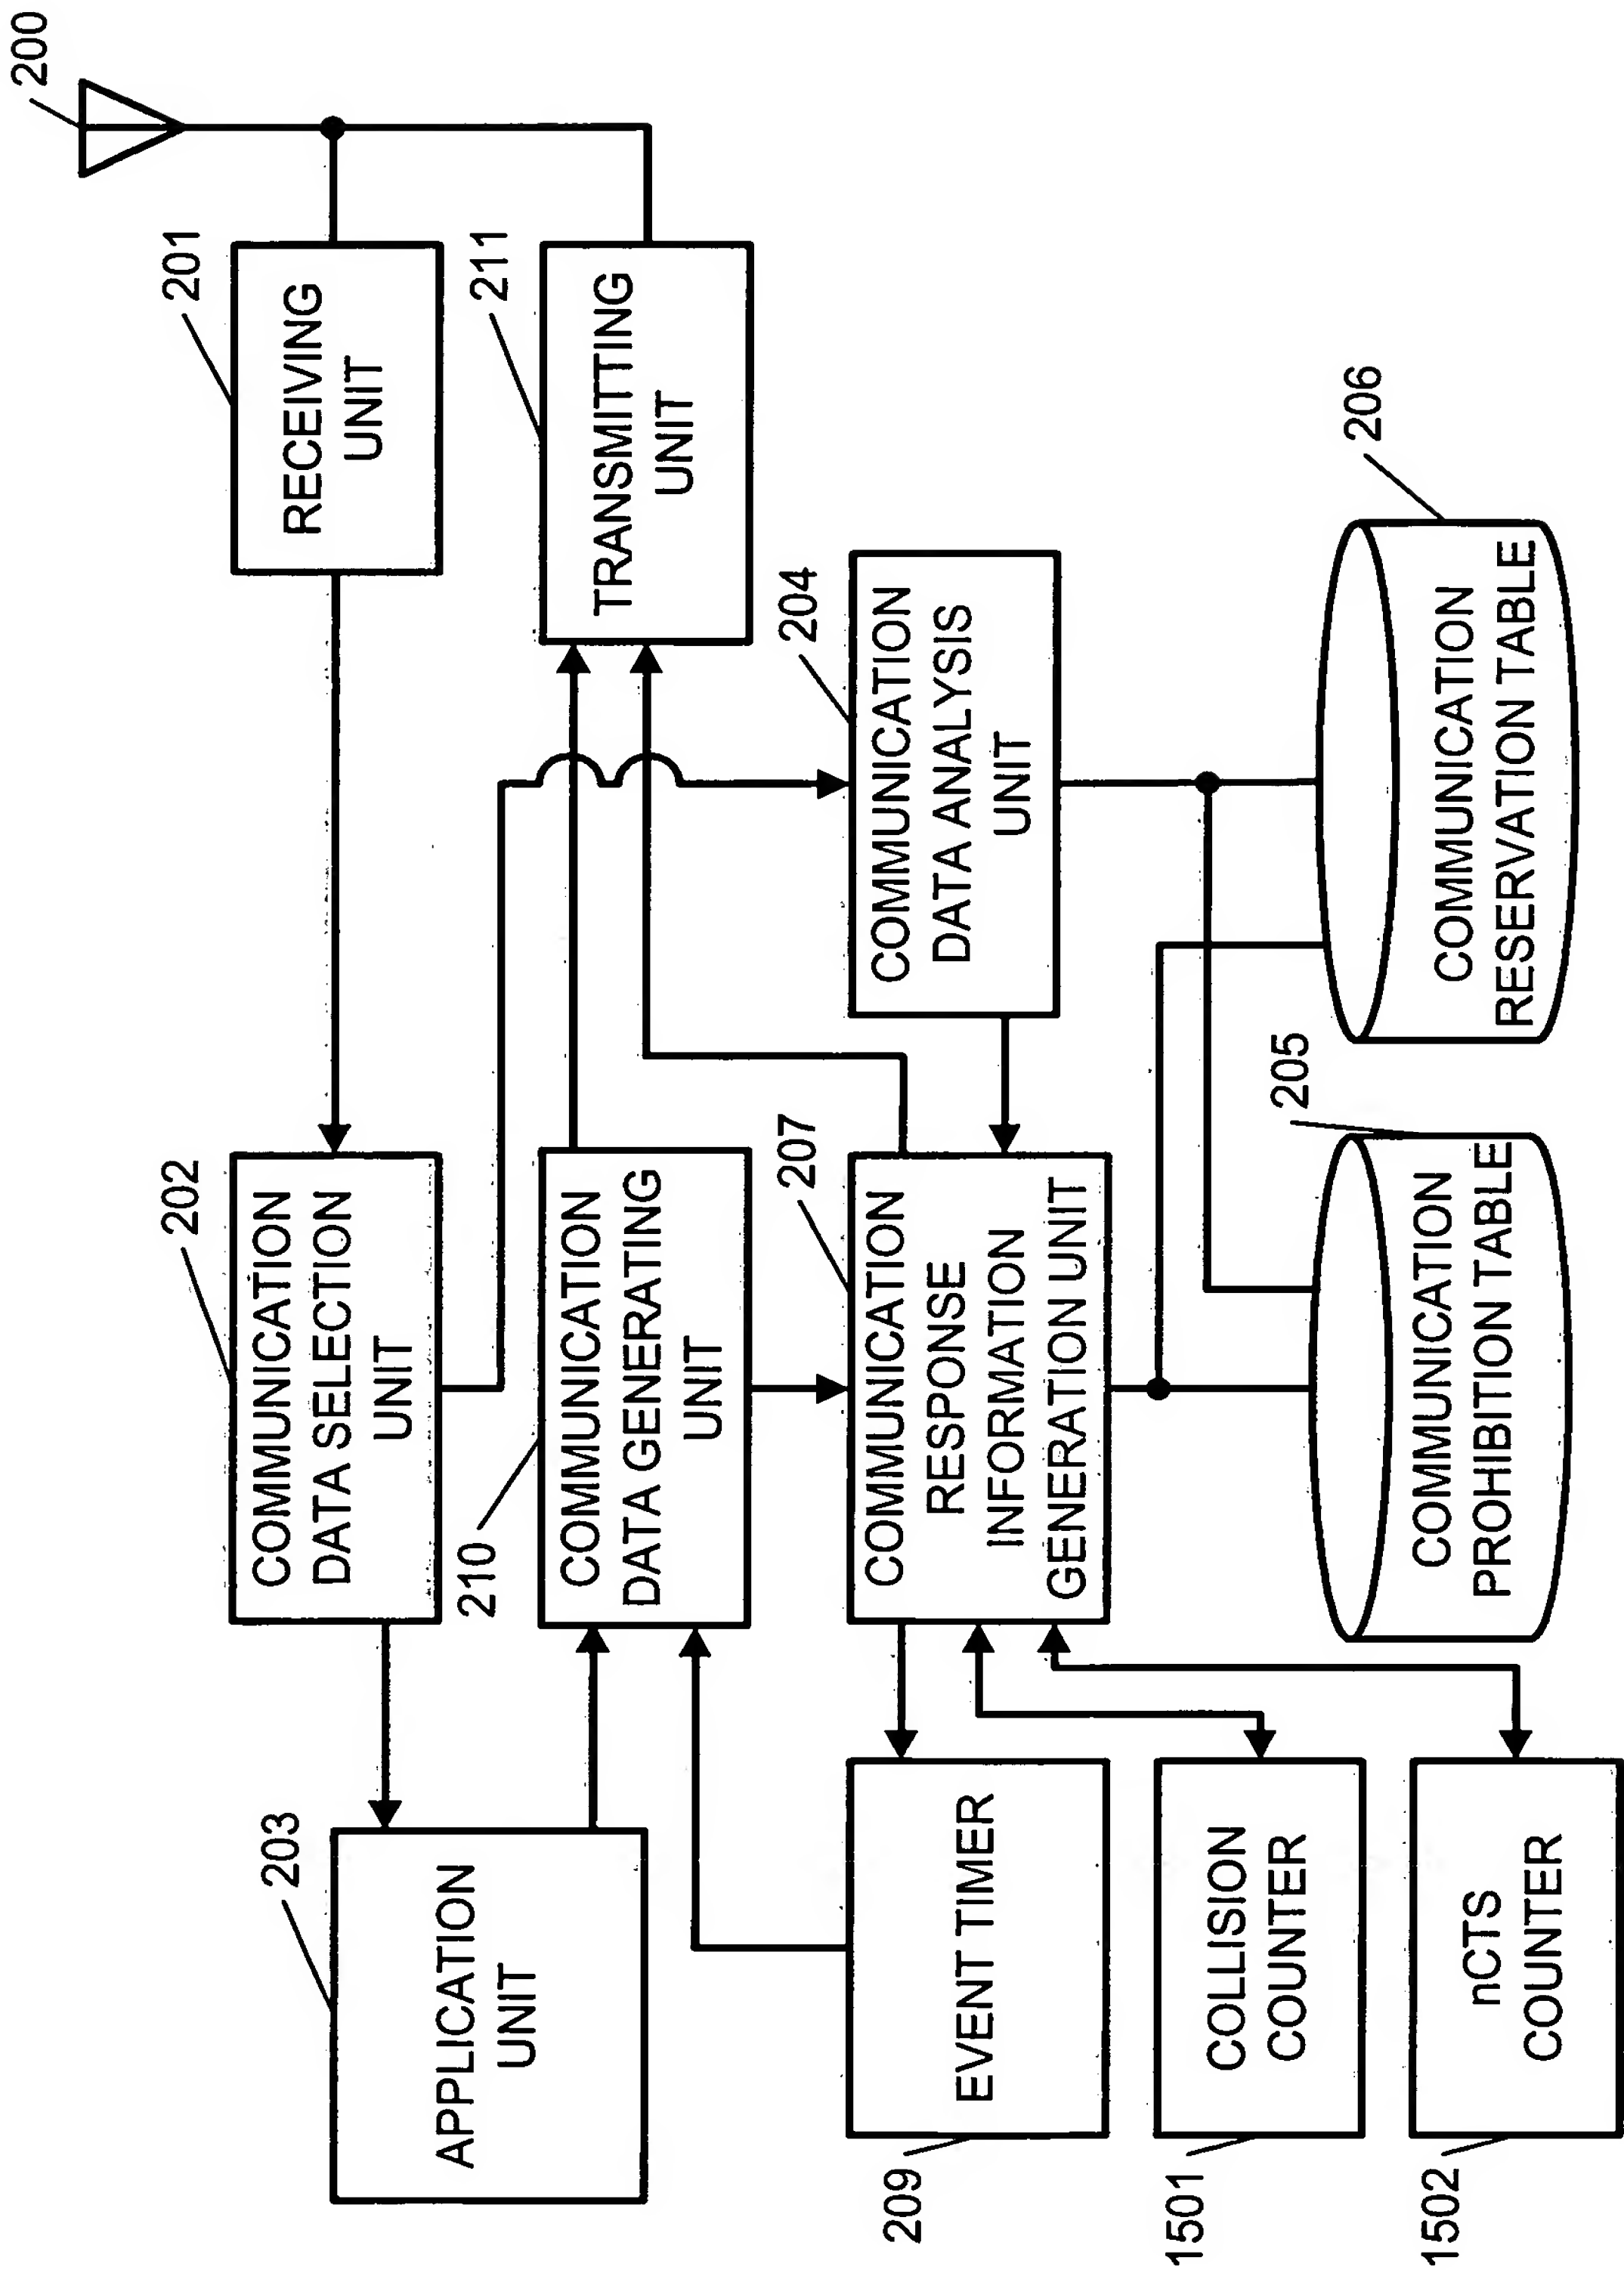 200
201
RECEIVING
UNIT
211
TRANSMITTING
UNIT
202
COMMUNICATION
DATA SELECTION
UNIT
203
APPLICATION
UNIT
210
COMMUNICATION
DATA GENERATING
UNIT
204
COMMUNICATION
DATA ANALYSIS
UNIT
207
COMMUNICATION
RESPONSE
INFORMATION
GENERATION UNIT
209
EVENT TIMER
1501
COLLISION
COUNTER
1502
nCTS
COUNTER
205
COMMUNICATION
PROHIBITION TABLE
206
COMMUNICATION
RESERVATION TABLE